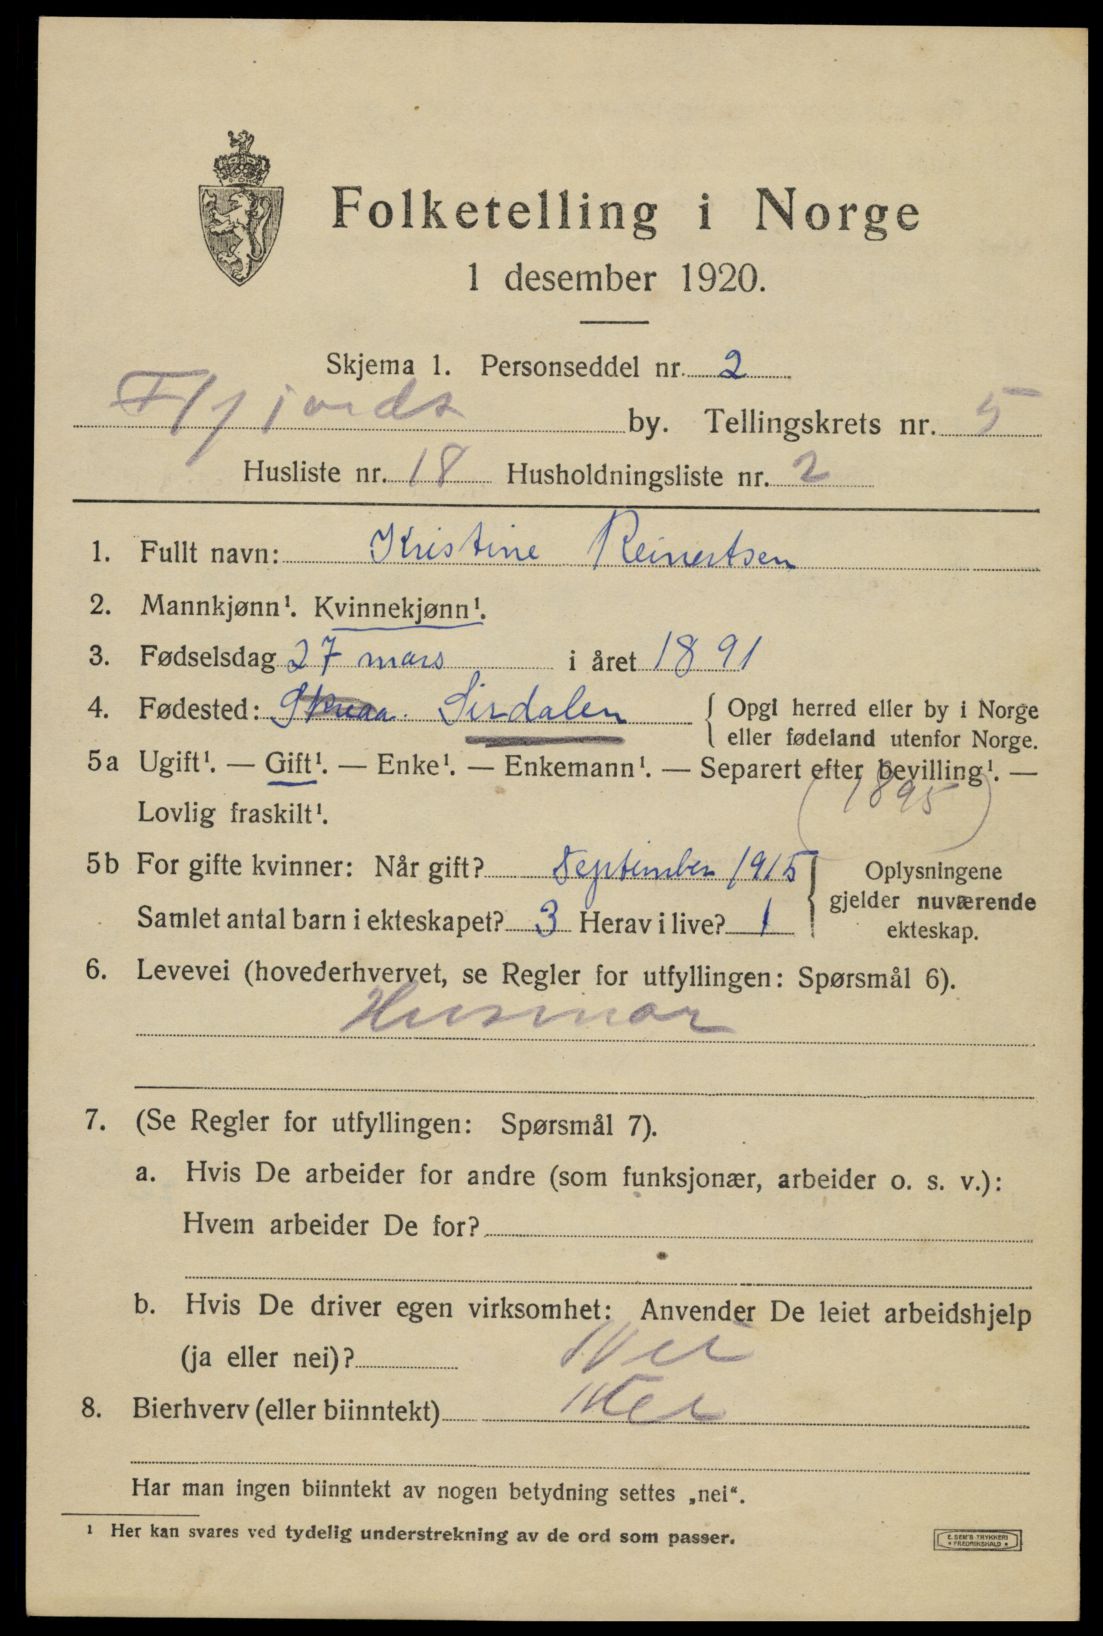 Folketelling i Norge
1 desember 1920.
Skjema 1. Personseddel nr. 2
by. Tellingskrets nr. 5
Husliste nr. 18 Husholdningsliste nr. 2
1. Fullt navn: Kristine Reinertsen
2. Mannkjønn¹. Kvinnekjønn¹.
3. Fødselsdag 27 mars i året 1891
4. Fødested: Sirdalen { Opgi herred eller by i Norge
eller fødeland utenfor Norge.
5a Ugift¹. — Gift¹. — Enke¹. — Enkemann¹. — Separert efter bevilling¹. —
Lovlig fraskilt¹. (1895)
5b For gifte kvinner: Når gift? September 1915 } Oplysningene
gjelder nuværende
Samlet antal barn i ekteskapet? 3 Herav i live? 1 ekteskap.
6. Levevei (hovederhvervet, se Regler for utfyllingen: Spørsmål 6).
Husmor
7. (Se Regler for utfyllingen: Spørsmål 7).
a. Hvis De arbeider for andre (som funksjonær, arbeider o. s. v.):
Hvem arbeider De for?
b. Hvis De driver egen virksomhet: Anvender De leiet arbeidshjelp
(ja eller nei)? Nei
8. Bierhverv (eller biinntekt) Nei
Har man ingen biinntekt av nogen betydning settes „nei“.
¹ Her kan svares ved tydelig understrekning av de ord som passer.
E. SEM'S TRYKKERI
• FREDRIKSHALD •